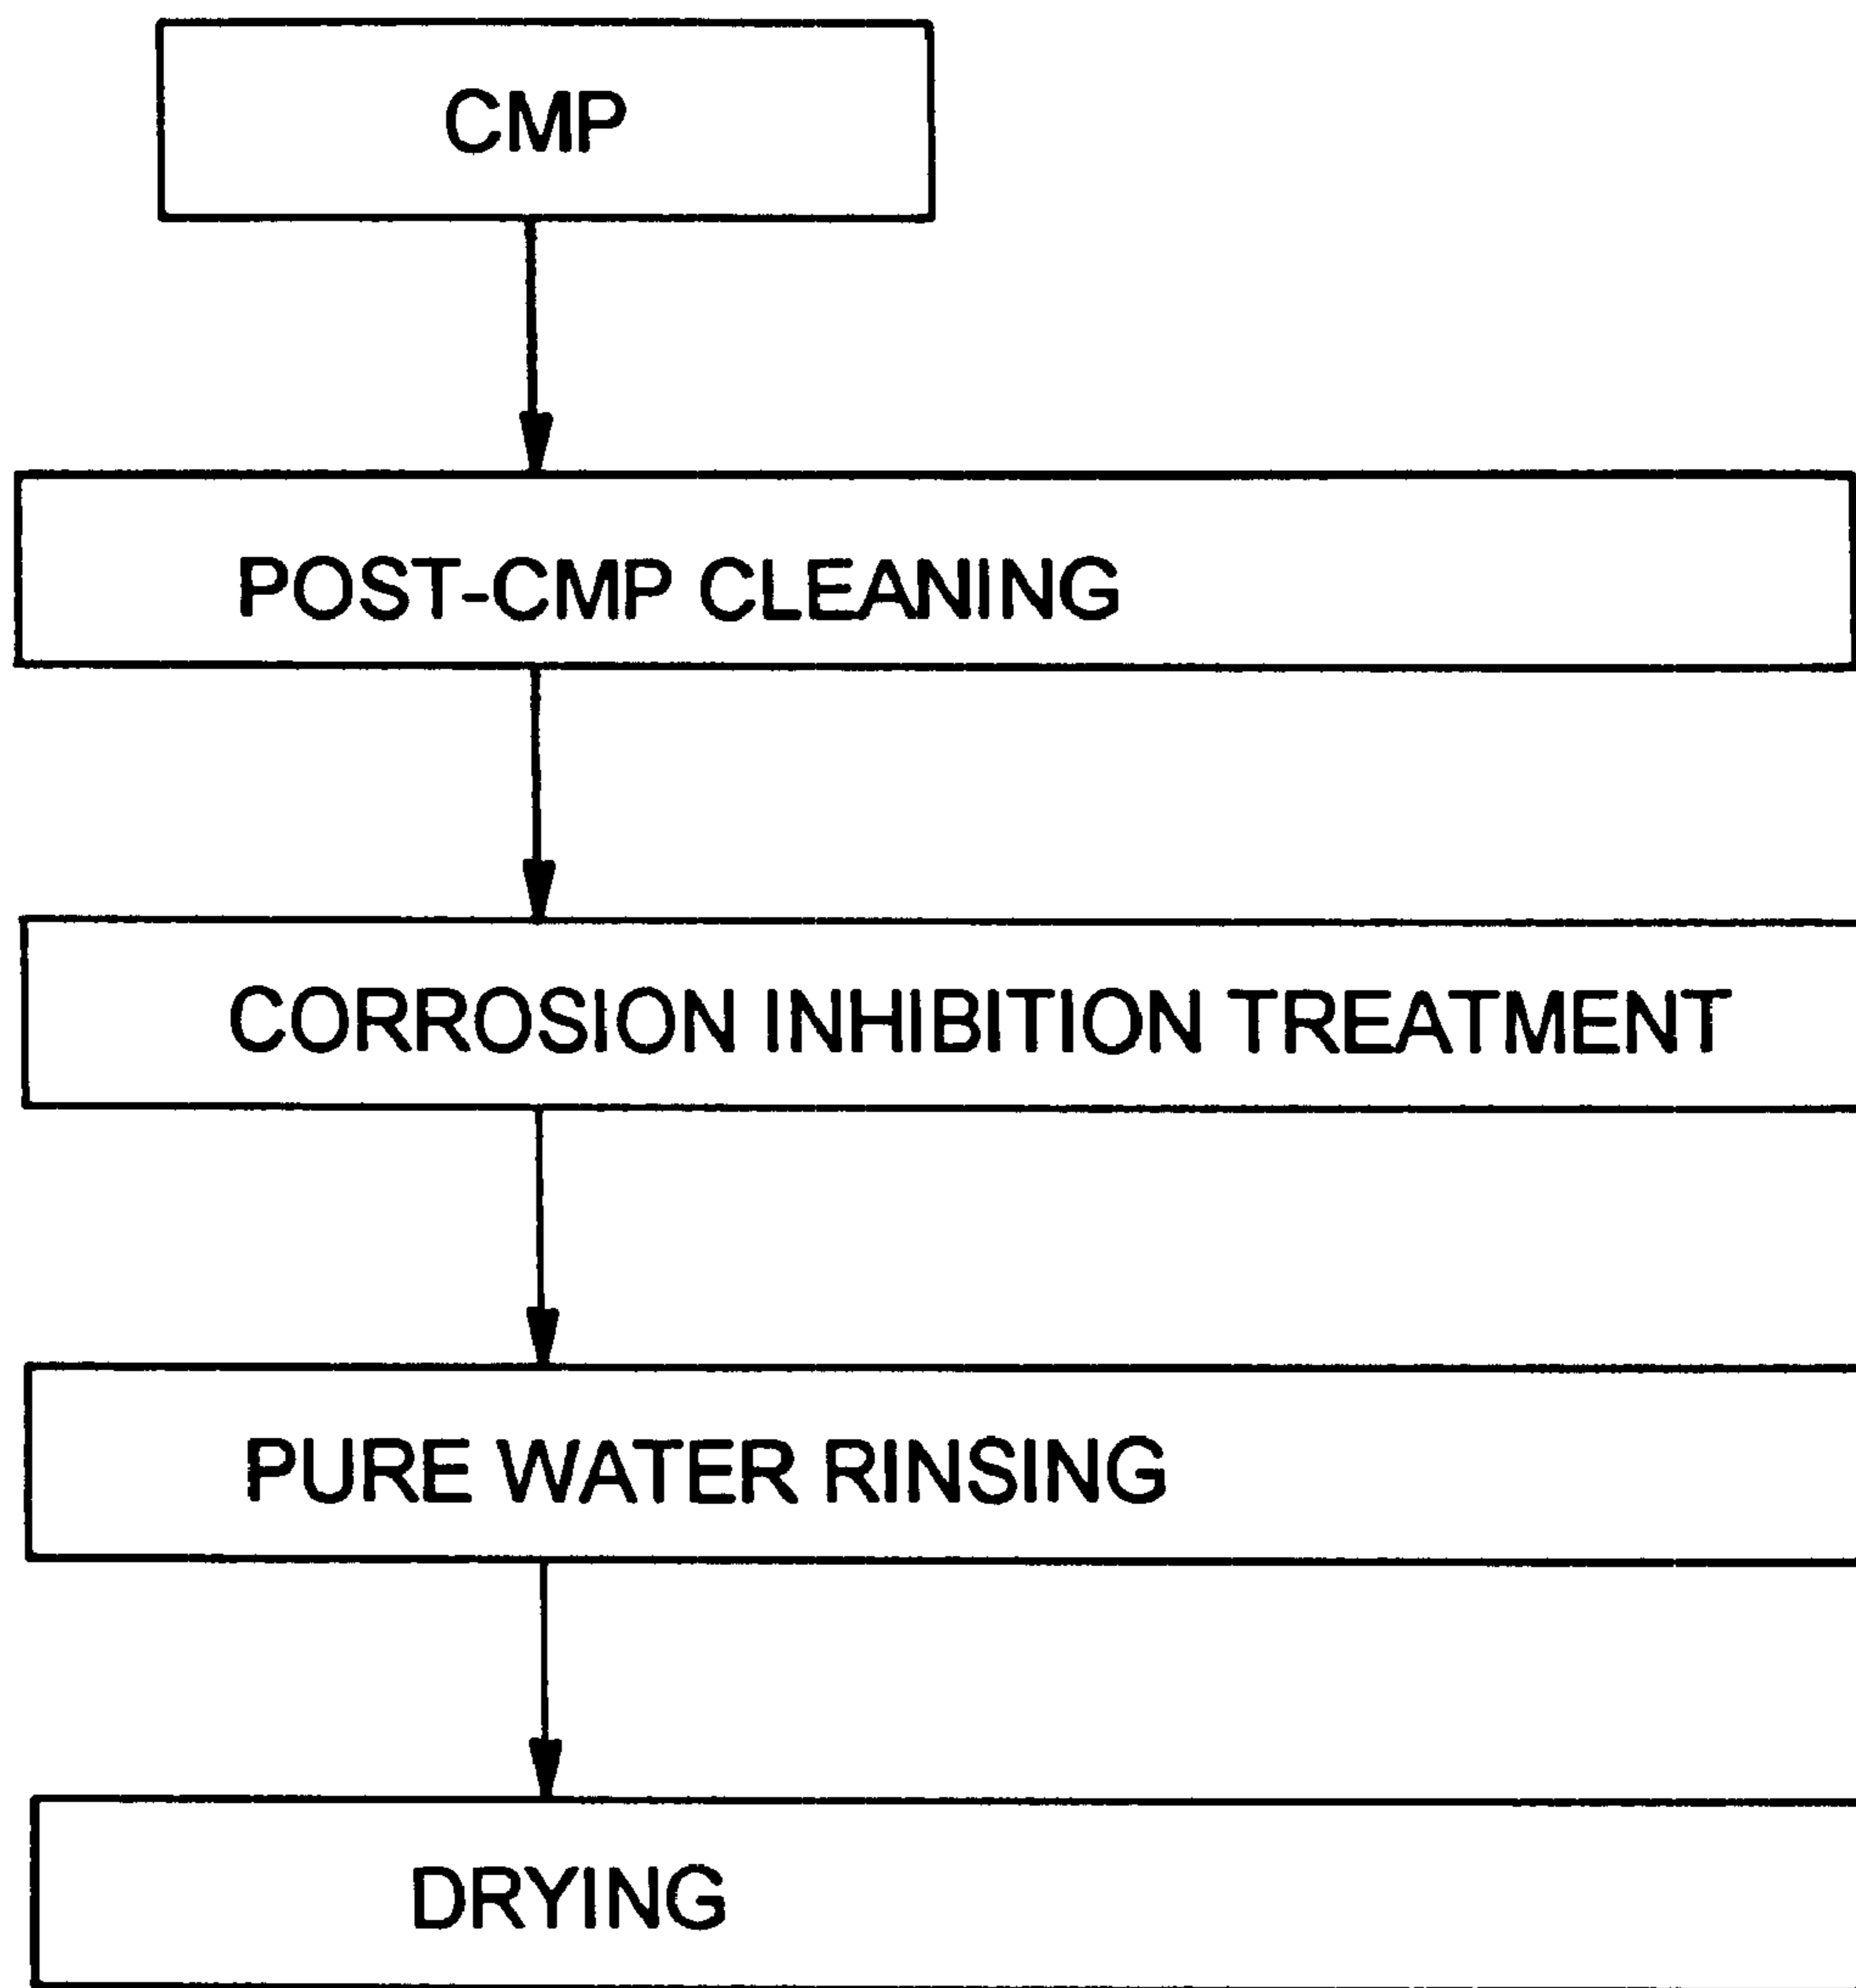 CMP
POST-CMP CLEANING
CORROSION INHIBITION TREATMENT
PURE WATER RINSING
DRYING